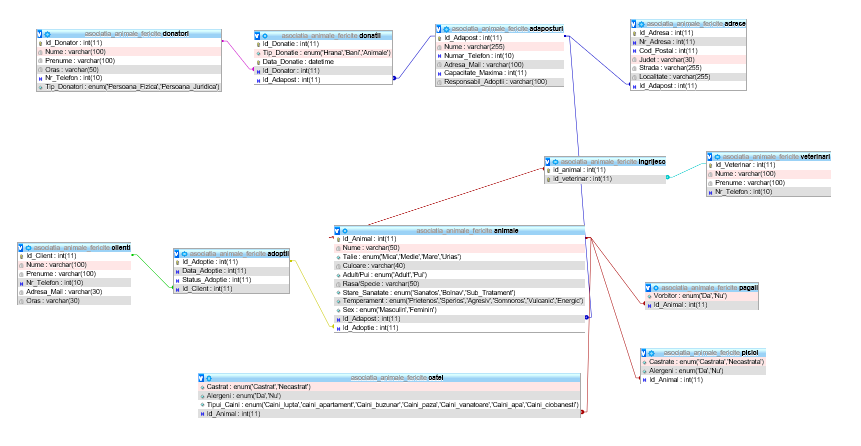 asociatia_animale_fericite donatori
Id_Donator : int(11)
Nume : varchar(100)
Prenume : varchar(100)
Oras : varchar(50)
Nr_Telefon : int(10)
Tip_Donatori : enum('Persoana_Fizica','Persoana_Juridica')
asociatia_animale_fericite donatii
Id_Donatie : int(11)
Tip_Donatie : enum('Hrana','Bani','Animale')
Data_Donatie : datetime
Id_Donator : int(11)
Id_Adapost : int(11)
asociatia_animale_fericite adaposturi
Id_Adapost : int(11)
Nume : varchar(255)
Numar_Telefon : int(10)
Adresa_Mail : varchar(100)
Capacitate_Maxima : int(11)
Responsabil_Adoptii : varchar(100)
asociatia_animale_fericite adrese
Id_Adresa : int(11)
Nr_Adresa : int(11)
Cod_Postal : int(11)
Judet : varchar(30)
Strada : varchar(255)
Localitate : varchar(255)
Id_Adapost : int(11)
asociatia_animale_fericite ingrijesc
id_animal : int(11)
id_veterinar : int(11)
asociatia_animale_fericite veterinari
Id_Veterinar : int(11)
Nume : varchar(100)
Prenume : varchar(100)
Nr_Telefon : int(10)
asociatia_animale_fericite clienti
Id_Client : int(11)
Nume : varchar(100)
Prenume : varchar(100)
Nr_Telefon : int(10)
Adresa_Mail : varchar(30)
Oras : varchar(30)
asociatia_animale_fericite adoptii
Id_Adoptie : int(11)
Data_Adoptie : int(11)
Status_Adoptie : int(11)
Id_Client : int(11)
asociatia_animale_fericite animale
Id_Animal : int(11)
Nume : varchar(50)
Talie : enum('Mica','Medie','Mare','Urias')
Culoare : varchar(40)
Adult/Pui : enum('Adult','Pui')
Rasa/Specie : varchar(50)
Stare_Sanatate : enum('Sanatos','Bolnav','Sub_Tratament')
Temperament : enum('Prietenos','Sperios','Agresiv','Somnoros','Vulcanic','Energic')
Sex : enum('Masculin','Feminin')
Id_Adapost : int(11)
Id_Adoptie : int(11)
asociatia_animale_fericite pagali
Vorbitor : enum('Da','Nu')
Id_Animal : int(11)
asociatia_animale_fericite pisici
Castrate : enum('Castrata','Necastrata')
Alergeni : enum('Da','Nu')
Id_Animal : int(11)
asociatia_animale_fericite catei
Castrat : enum('Castrat','Necastrat')
Alergeni : enum('Da','Nu')
Tipul_Caini : enum('Caini_lupta','caini_apartament','Caini_buzunar','Caini_paza','Caini_vanatoare','Caini_apa','Caini_ciobanesti')
Id_Animal : int(11)